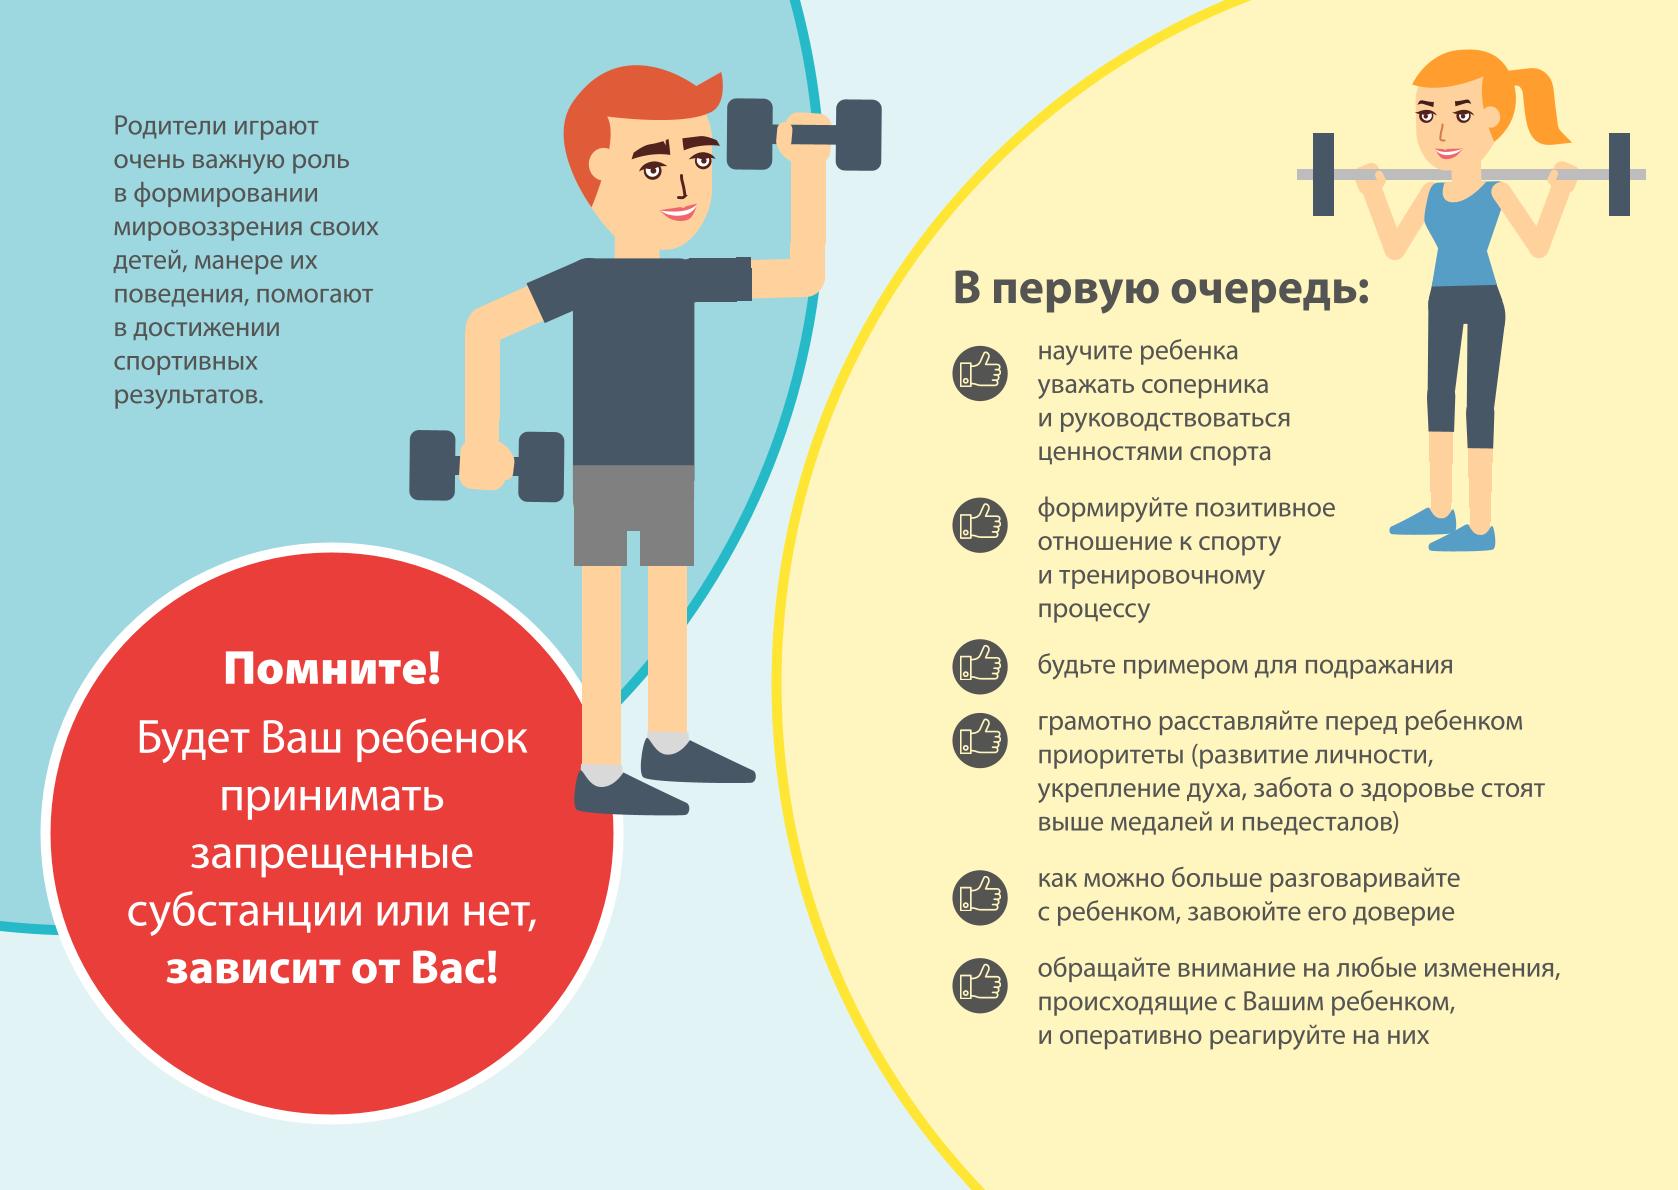 Родители играют
очень важную роль
в формировании
мировоззрения своих
детей, манере их
поведения, помогают
в достижении
спортивных
результатов.
Помните!
Будет Ваш ребенок
принимать
запрещенные
субстанции или нет,
зависит от Вас!
В первую очередь:
научите ребенка
уважать соперника
и руководствоваться
ценностями спорта
формируйте позитивное
отношение к спорту
и тренировочному
процессу
будьте примером для подражания
грамотно расставляйте перед ребенком
приоритеты (развитие личности,
укрепление духа, забота о здоровье стоят
выше медалей и пьедесталов)
как можно больше разговаривайте
с ребенком, завоюйте его доверие
обращайте внимание на любые изменения,
происходящие с Вашим ребенком,
и оперативно реагируйте на них